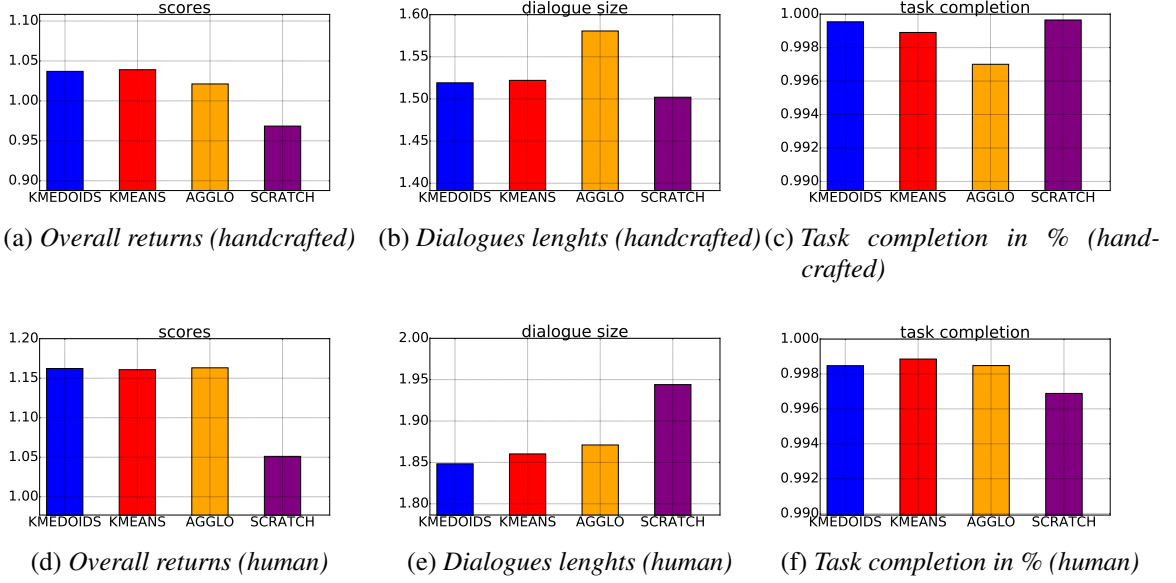 scores
1.10
1.05
1.00
0.95
0.90
KMEDOIDS KMEANS AGGLO SCRATCH
(a) Overall returns (handcrafted)
dialogue size
1.60
1.55
1.50
1.45
1.40
KMEDOIDS KMEANS AGGLO SCRATCH
(b) Dialogues lenghts (handcrafted)
task completion
1.000
0.998
0.996
0.994
0.992
0.990
KMEDOIDS KMEANS AGGLO SCRATCH
(c) Task completion in % (hand-
crafted)
scores
1.20
1.15
1.10
1.05
1.00
KMEDOIDS KMEANS AGGLO SCRATCH
(d) Overall returns (human)
dialogue size
2.00
1.95
1.90
1.85
1.80
KMEDOIDS KMEANS AGGLO SCRATCH
(e) Dialogues lenghts (human)
task completion
1.000
0.998
0.996
0.994
0.992
0.990
KMEDOIDS KMEANS AGGLO SCRATCH
(f) Task completion in % (human)